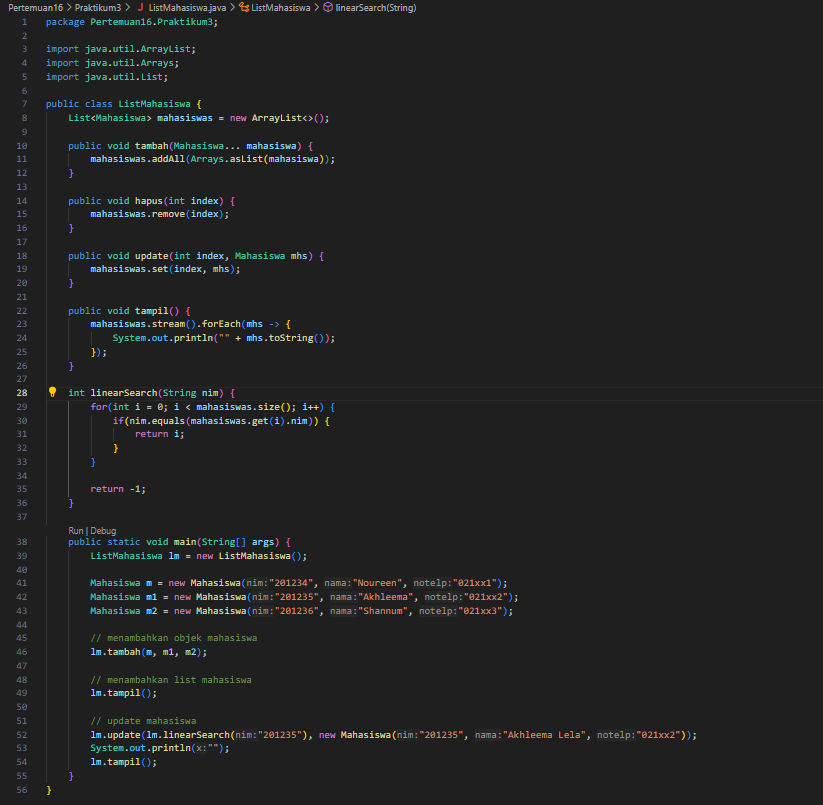 Pertemuan16 > Praktikum3 > J ListMahasiswa.java > ListMahasiswa > linearSearch(String)
1 package Pertemuan16.Praktikum3;
2
3 import java.util.ArrayList;
4 import java.util.Arrays;
5 import java.util.List;
6
7 public class ListMahasiswa {
8 List<Mahasiswa> mahasiswas = new ArrayList<>();
9
10 public void tambah(Mahasiswa... mahasiswa) {
11 mahasiswas.addAll(Arrays.asList(mahasiswa));
12 }
13
14 public void hapus(int index) {
15 mahasiswas.remove(index);
16 }
17
18 public void update(int index, Mahasiswa mhs) {
19 mahasiswas.set(index, mhs);
20 }
21
22 public void tampil() {
23 mahasiswas.stream().forEach(mhs -> {
24 System.out.println("" + mhs.toString());
25 });
26 }
27
28 int linearSearch(String nim) {
29 for(int i = 0; i < mahasiswas.size(); i++) {
30 if(nim.equals(mahasiswas.get(i).nim)) {
31 return i;
32 }
33 }
34
35 return -1;
36 }
37
Run | Debug
38 public static void main(String[] args) {
39 ListMahasiswa lm = new ListMahasiswa();
40
41 Mahasiswa m = new Mahasiswa(nim:"201234", nama:"Noureen", notelp:"021xx1");
42 Mahasiswa m1 = new Mahasiswa(nim:"201235", nama:"Akhleema", notelp:"021xx2");
43 Mahasiswa m2 = new Mahasiswa(nim:"201236", nama:"Shannum", notelp:"021xx3");
44
45 // menambahkan objek mahasiswa
46 lm.tambah(m, m1, m2);
47
48 // menambahkan list mahasiswa
49 lm.tampil();
50
51 // update mahasiswa
52 lm.update(lm.linearSearch(nim:"201235"), new Mahasiswa(nim:"201235", nama:"Akhleema Lela", notelp:"021xx2"));
53 System.out.println(x:"");
54 lm.tampil();
55 }
56 }